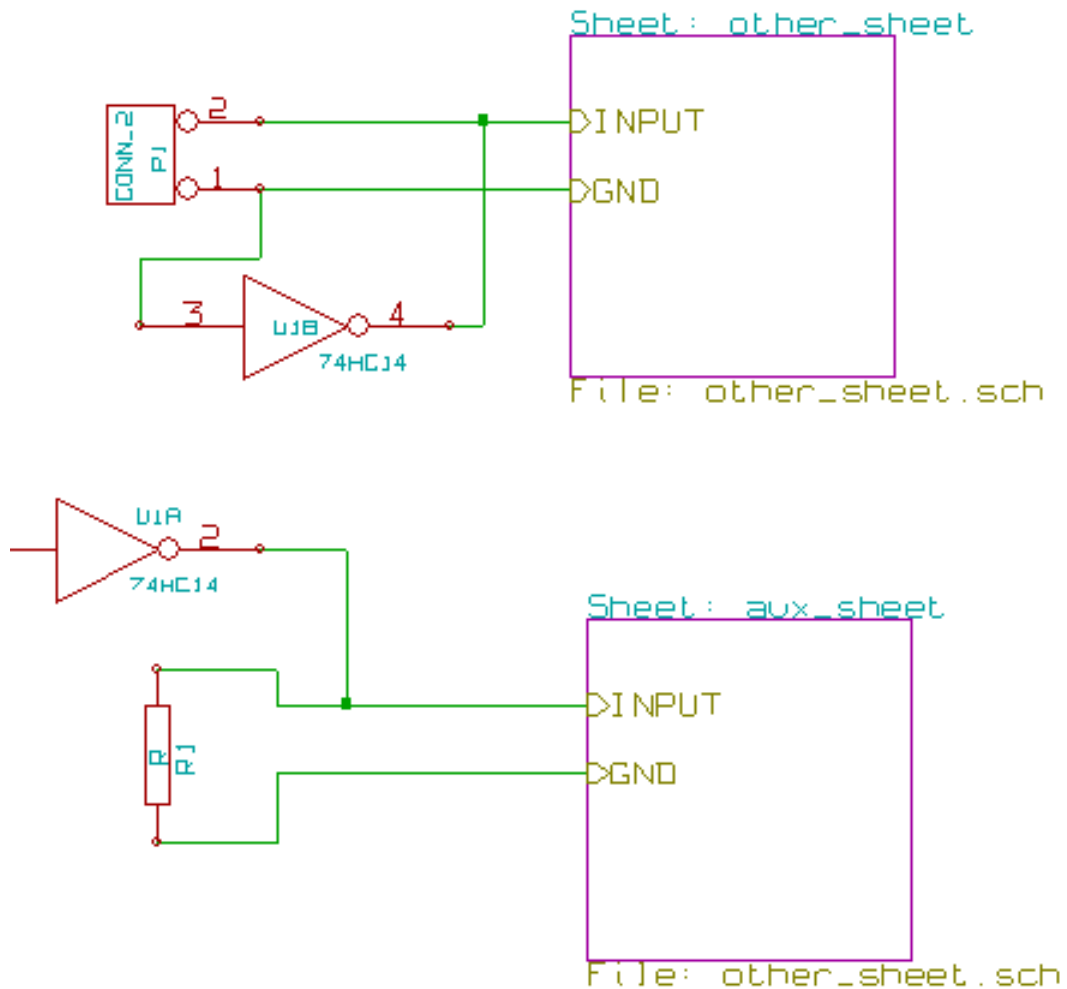 Sheet: other_sheet
2
INPUT
CONN_2
P1
1
GND
3
U1B
4
74HC14
File: other_sheet.sch
U1A
2
74HC14
Sheet: aux_sheet
INPUT
R
R1
GND
File: other_sheet.sch